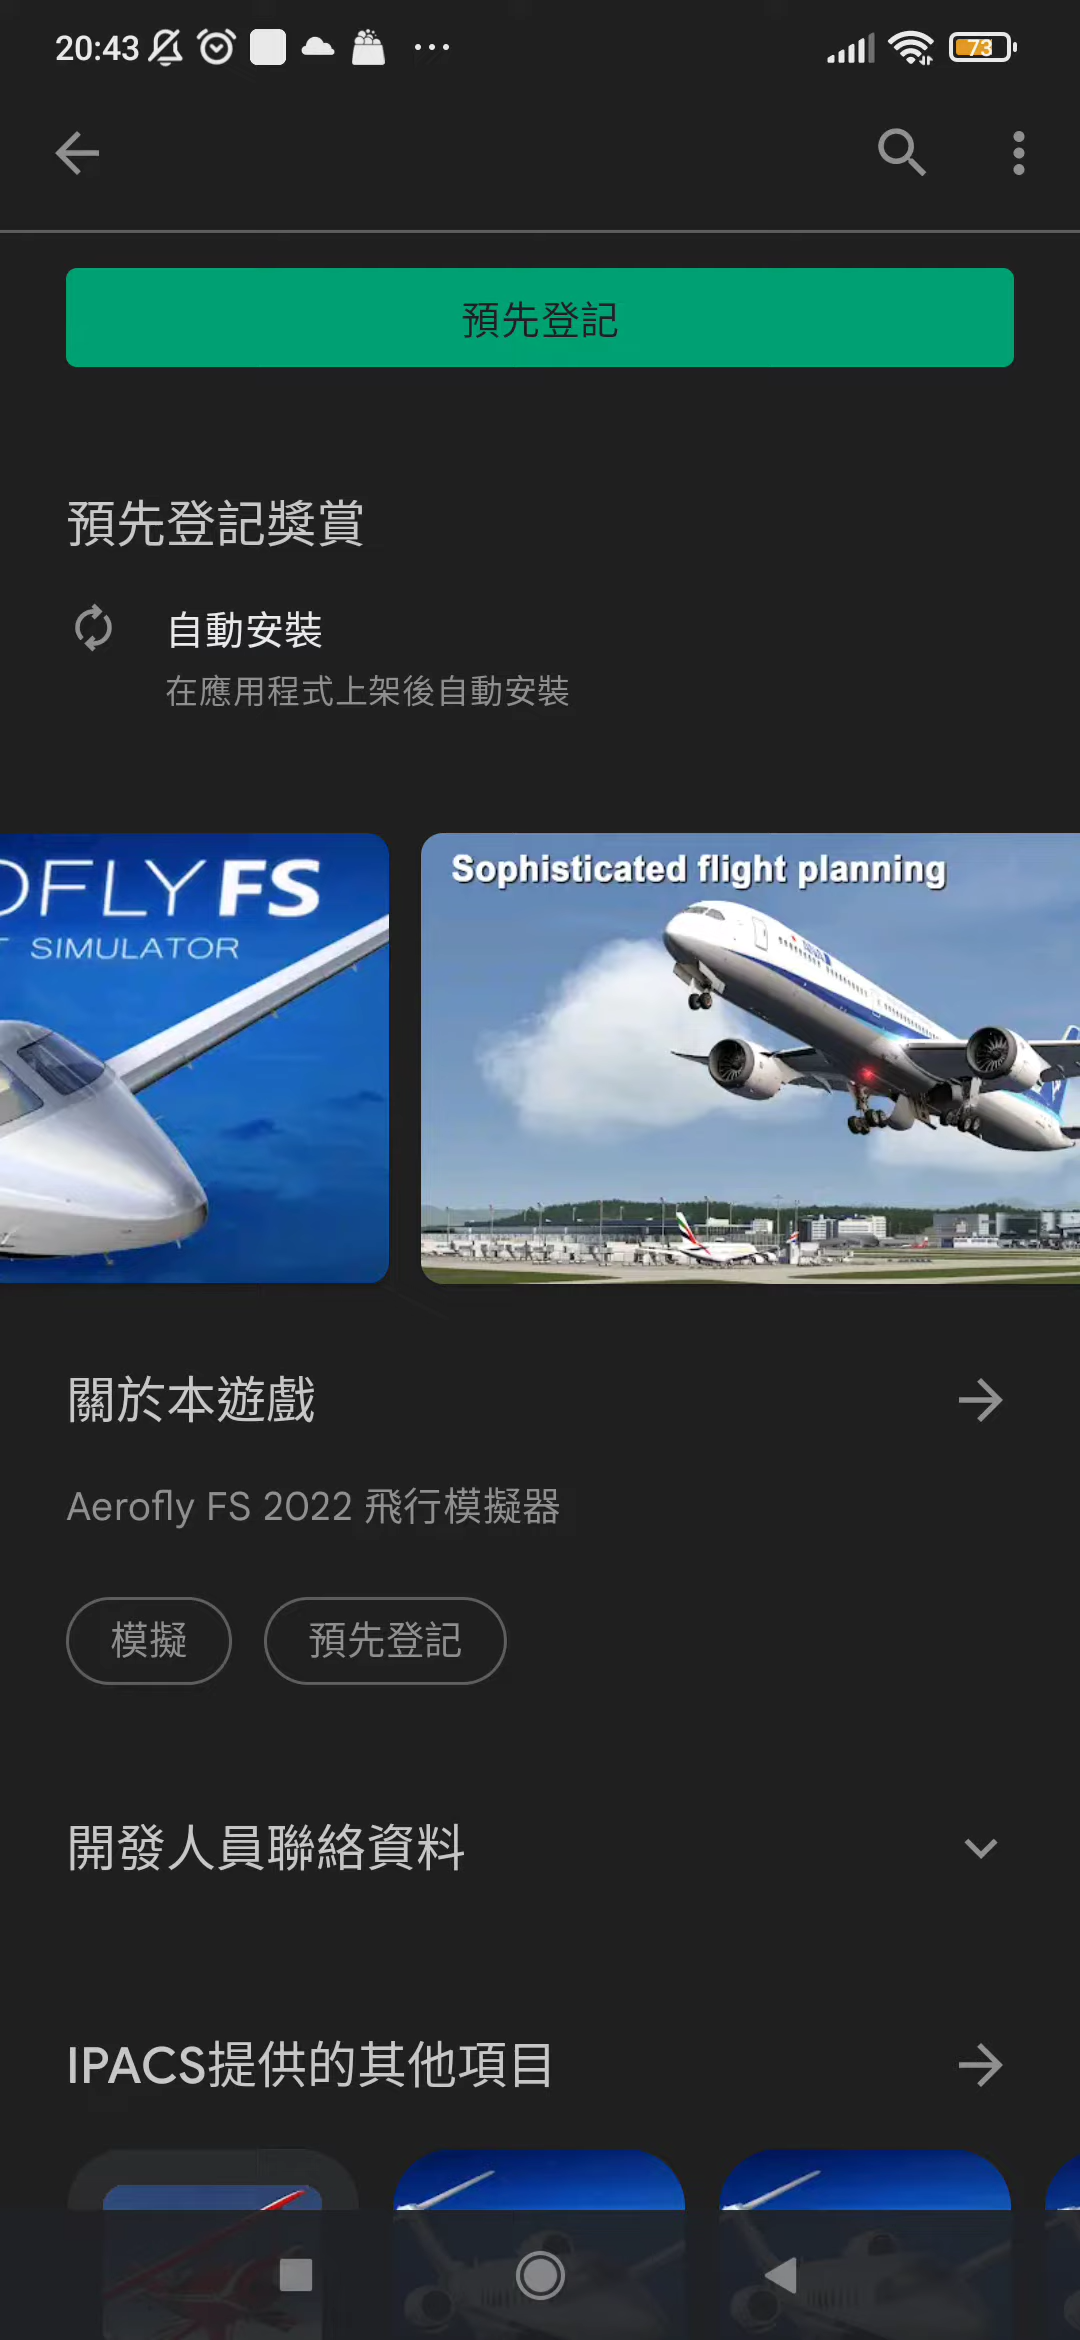 20:43
73
預先登記
預先登記獎賞
自動安裝
在應用程式上架後自動安裝
OFLY FS
T SIMULATOR
Sophisticated flight planning
關於本遊戲
Aerofly FS 2022 飛行模擬器
模擬
預先登記
開發人員聯絡資料
IPACS提供的其他項目